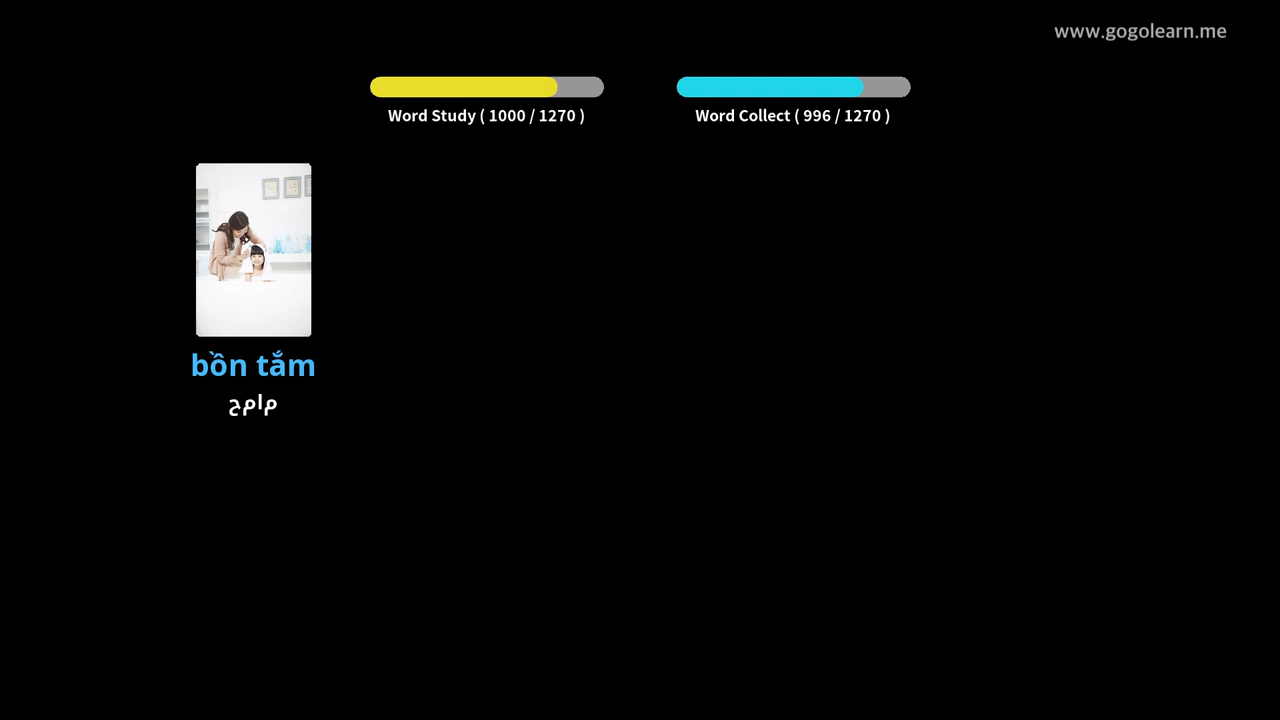 www.gogolearn.me
Word Study ( 1000 / 1270 )
Word Collect ( 996 / 1270 )
bồn tắm
حمام